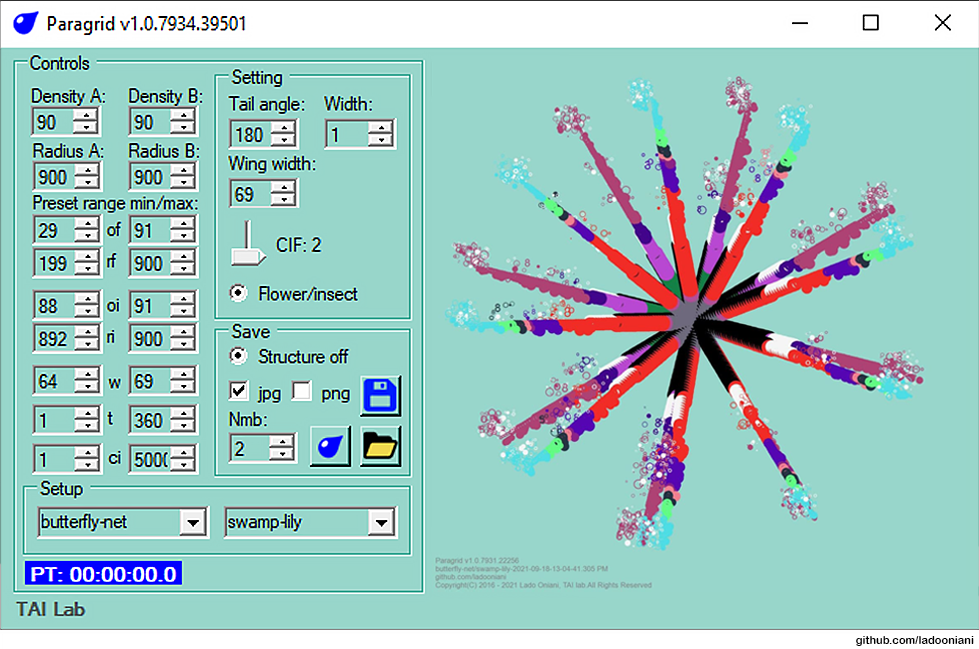 Paragrid v1.0.7934.39501
Controls
Density A: Density B:
90 90
Radius A: Radius B:
900 900
Preset range min/max:
29 of 91
199 rf 900
88 oi 91
892 ri 900
64 w 69
1 t 360
1 ci 5000
Setting
Tail angle: Width:
180 1
Wing width:
69
CIF: 2
Flower/insect
Save
Structure off
jpg png
Nmb:
2
Setup
butterfly-net swamp-lily
PT: 00:00:00.0
TAI Lab
Paragrid v1.0.7931.22256
butterfly-net/swamp-lily-2021-09-18-13-04-41.305 PM
github.com/ladooniani
Copyright(C) 2016 - 2021 Lado Oniani, TAI lab All Rights Reserved
github.com/ladooniani